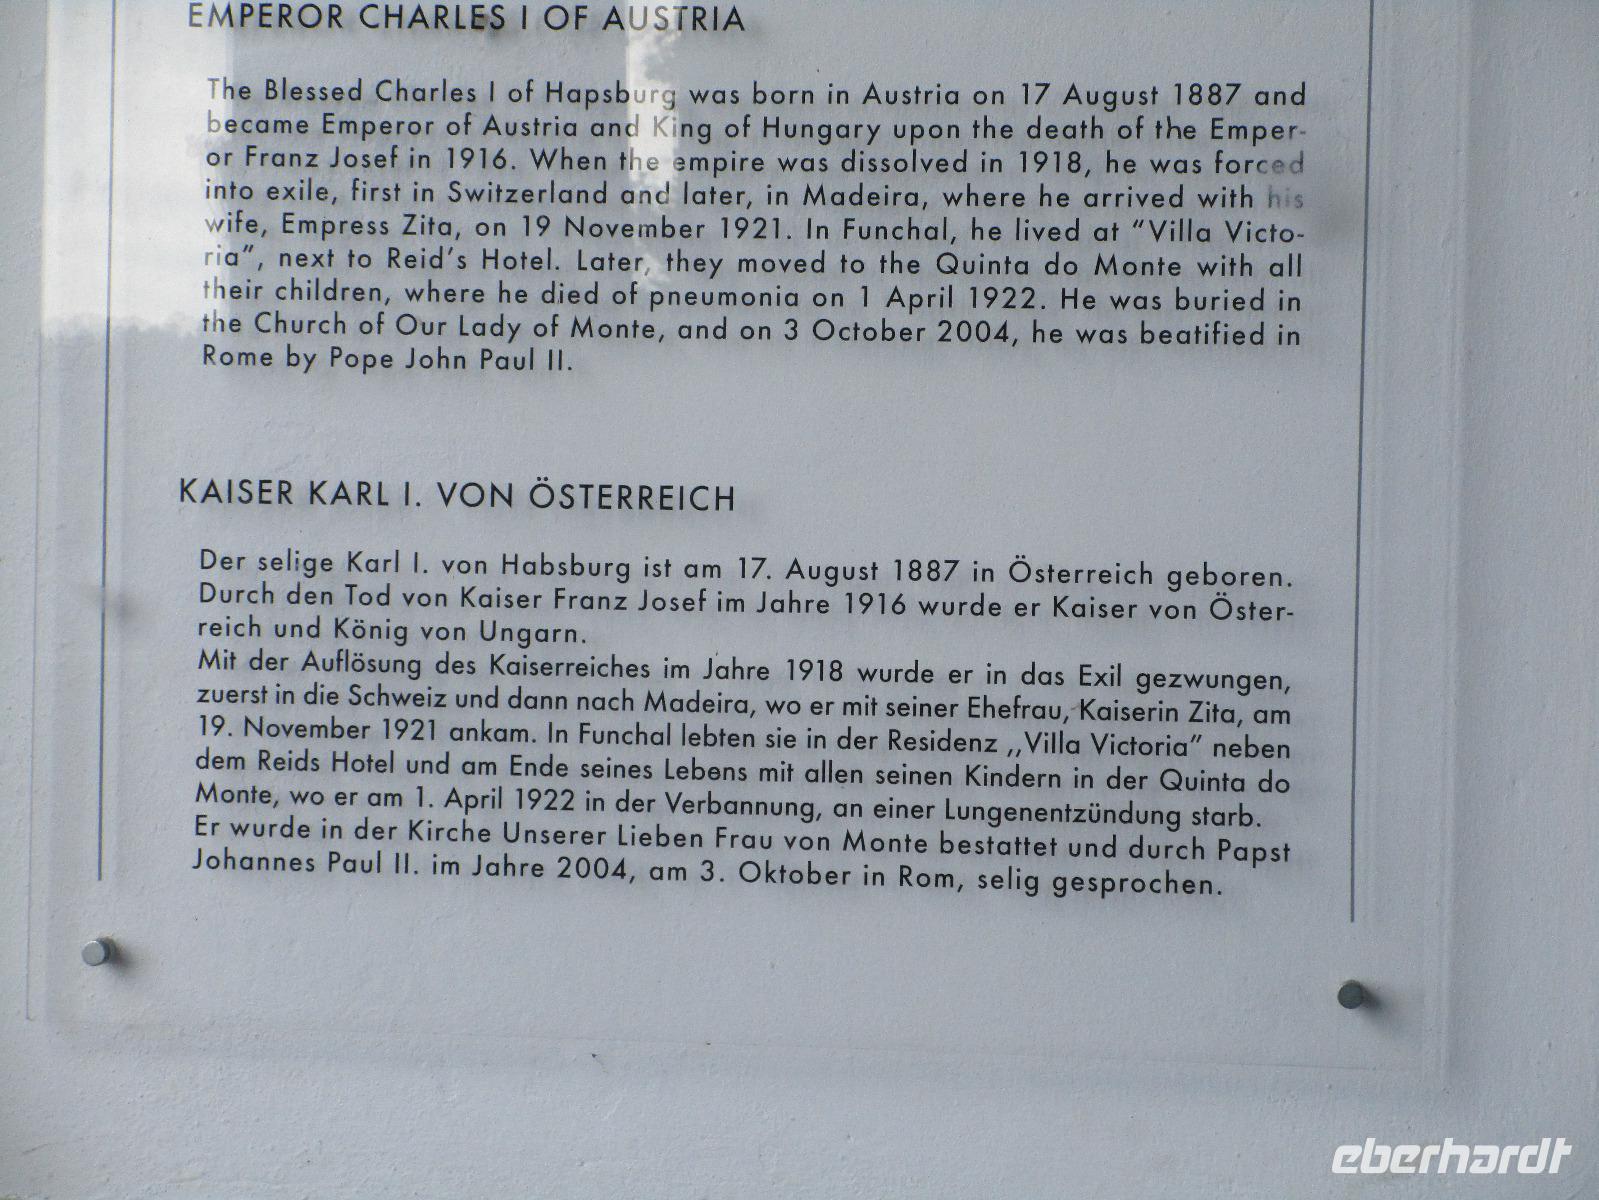 EMPEROR CHARLES I OF AUSTRIA
The Blessed Charles I of Hapsburg was born in Austria on 17 August 1887 and
became Emperor of Austria and King of Hungary upon the death of the Emper-
or Franz Josef in 1916. When the empire was dissolved in 1918, he was forced
into exile, first in Switzerland and later, in Madeira, where he arrived with his
wife, Empress Zita, on 19 November 1921. In Funchal, he lived at "Villa Victo-
ria", next to Reid's Hotel. Later, they moved to the Quinta do Monte with all
their children, where he died of pneumonia on 1 April 1922. He was buried in
the Church of Our Lady of Monte, and on 3 October 2004, he was beatified in
Rome by Pope John Paul II.
KAISER KARL I. VON ÖSTERREICH
Der selige Karl I. von Habsburg ist am 17. August 1887 in Österreich geboren.
Durch den Tod von Kaiser Franz Josef im Jahre 1916 wurde er Kaiser von Öster-
reich und König von Ungarn.
Mit der Auflösung des Kaiserreiches im Jahre 1918 wurde er in das Exil gezwungen,
zuerst in die Schweiz und dann nach Madeira, wo er mit seiner Ehefrau, Kaiserin Zita, am
19. November 1921 ankam. In Funchal lebten sie in der Residenz ,,Villa Victoria" neben
dem Reids Hotel und am Ende seines Lebens mit allen seinen Kindern in der Quinta do
Monte, wo er am 1. April 1922 in der Verbannung, an einer Lungenentzündung starb.
Er wurde in der Kirche Unserer Lieben Frau von Monte bestattet und durch Papst
Johannes Paul II. im Jahre 2004, am 3. Oktober in Rom, selig gesprochen.
eberhardt